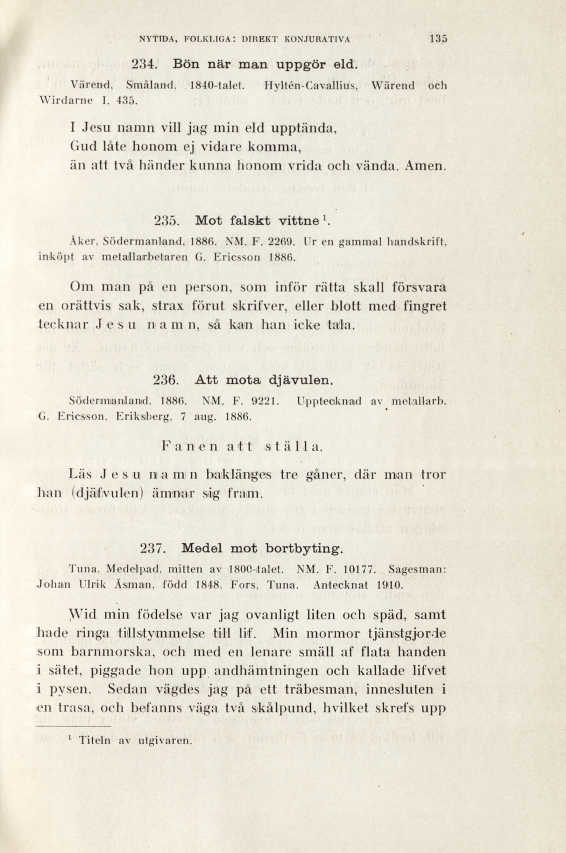 NYTIDA, FOLKLIGA: DIREKT KONJURATIVA 135
234. Bön när man uppgör eld.
Värend, Småland. 1840-talet. Hyltén-Cavallius, Wärend och
Wirdarne I, 435.
I Jesu namn vill jag min eld upptända,
Gud låte honom ej vidare komma,
än att två händer kunna honom vrida och vända. Amen.
235. Mot falskt vittne ¹.
Åker, Södermanland, 1886. NM. F. 2269. Ur en gammal handskrift,
inköpt av metallarbetaren G. Ericsson 1886.
Om man på en person, som inför rätta skall försvara
en orättvis sak, strax förut skrifver, eller blott med fingret
tecknar Jesu namn, så kan han icke tala.
236. Att mota djävulen.
Södermanland. 1886. NM. F. 9221. Upptecknad av metallarb.
G. Ericsson, Eriksberg, 7 aug. 1886.
Fanen att ställa.
Läs Jesu namn baklänges tre gåner, där man tror
han (djäfvulen) ämnar sig fram.
237. Medel mot bortbyting.
Tuna, Medelpad, mitten av 1800-talet. NM. F. 10177. Sagesman:
Johan Ulrik Åsman, född 1848, Fors, Tuna. Antecknat 1910.
Wid min födelse var jag ovanligt liten och späd, samt
hade ringa tillstymmelse till lif. Min mormor tjänstgjorde
som barnmorska, och med en lenare smäll af flata handen
i sätet, piggade hon upp andhämtningen och kallade lifvet
i pysen. Sedan vägdes jag på ett träbesman, innesluten i
en trasa, och befanns väga två skålpund, hvilket skrefs upp
¹ Titeln av utgivaren.